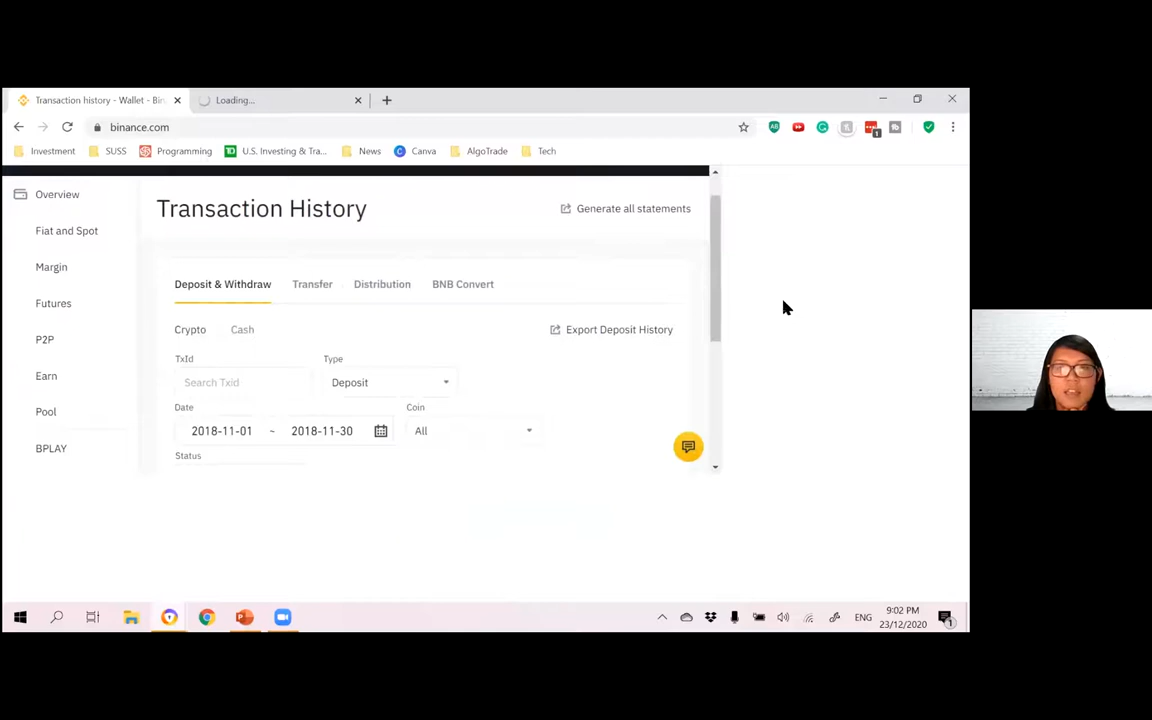 Transaction history - Wallet - Bin
Loading...
binance.com
Investment
SUSS
Programming
U.S. Investing & Tra...
News
Canva
AlgoTrade
Tech
Overview
Fiat and Spot
Margin
Futures
P2P
Earn
Pool
BPLAY
Transaction History
Generate all statements
Deposit & Withdraw
Transfer
Distribution
BNB Convert
Crypto
Cash
Export Deposit History
TxId
Type
Search Txid
Deposit
Date
Coin
2018-11-01 ~ 2018-11-30
All
Status
ENG
9:02 PM
23/12/2020